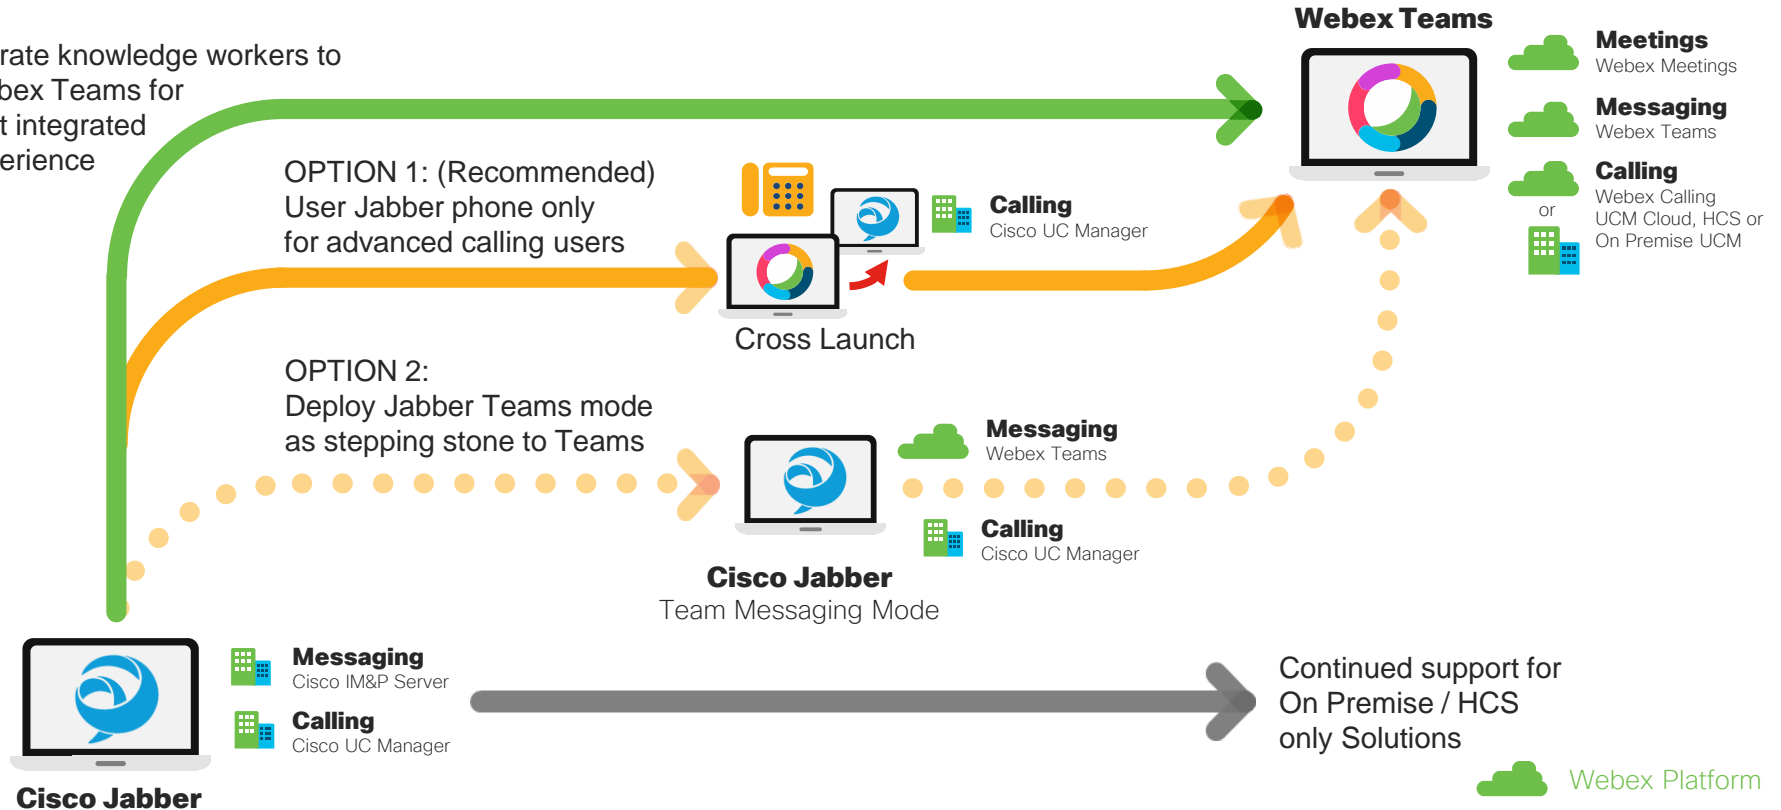 rate knowledge workers to
bex Teams for
t integrated
erience
OPTION 1: (Recommended)
User Jabber phone only
for advanced calling users
Calling
Cisco UC Manager
Cross Launch
Webex Teams
Meetings
Webex Meetings
Messaging
Webex Teams
Calling
Webex Calling
UCM Cloud, HCS or
On Premise UCM
or
OPTION 2:
Deploy Jabber Teams mode
as stepping stone to Teams
Messaging
Webex Teams
Calling
Cisco UC Manager
Cisco Jabber
Team Messaging Mode
Messaging
Cisco IM&P Server
Calling
Cisco UC Manager
Cisco Jabber
Continued support for
On Premise / HCS
only Solutions
Webex Platform